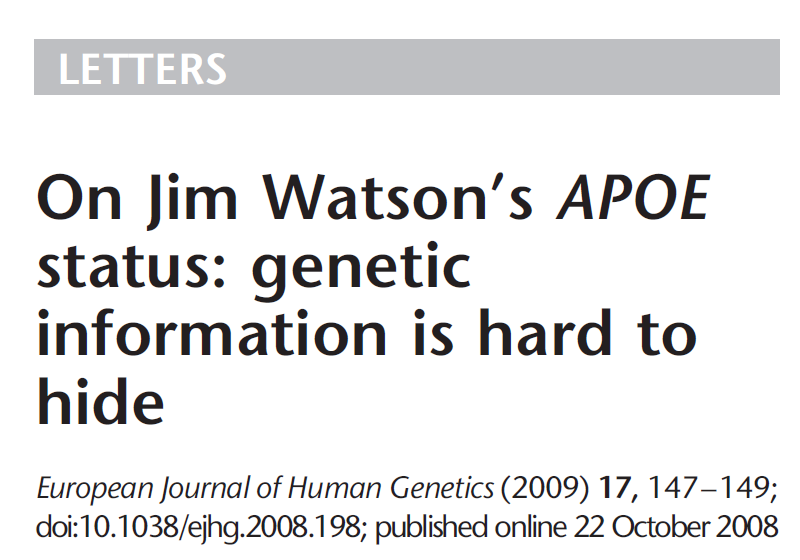 LETTERS
On Jim Watson's APOE
status: genetic
information is hard to
hide
European Journal of Human Genetics (2009) 17, 147–149;
doi:10.1038/ejhg.2008.198; published online 22 October 2008